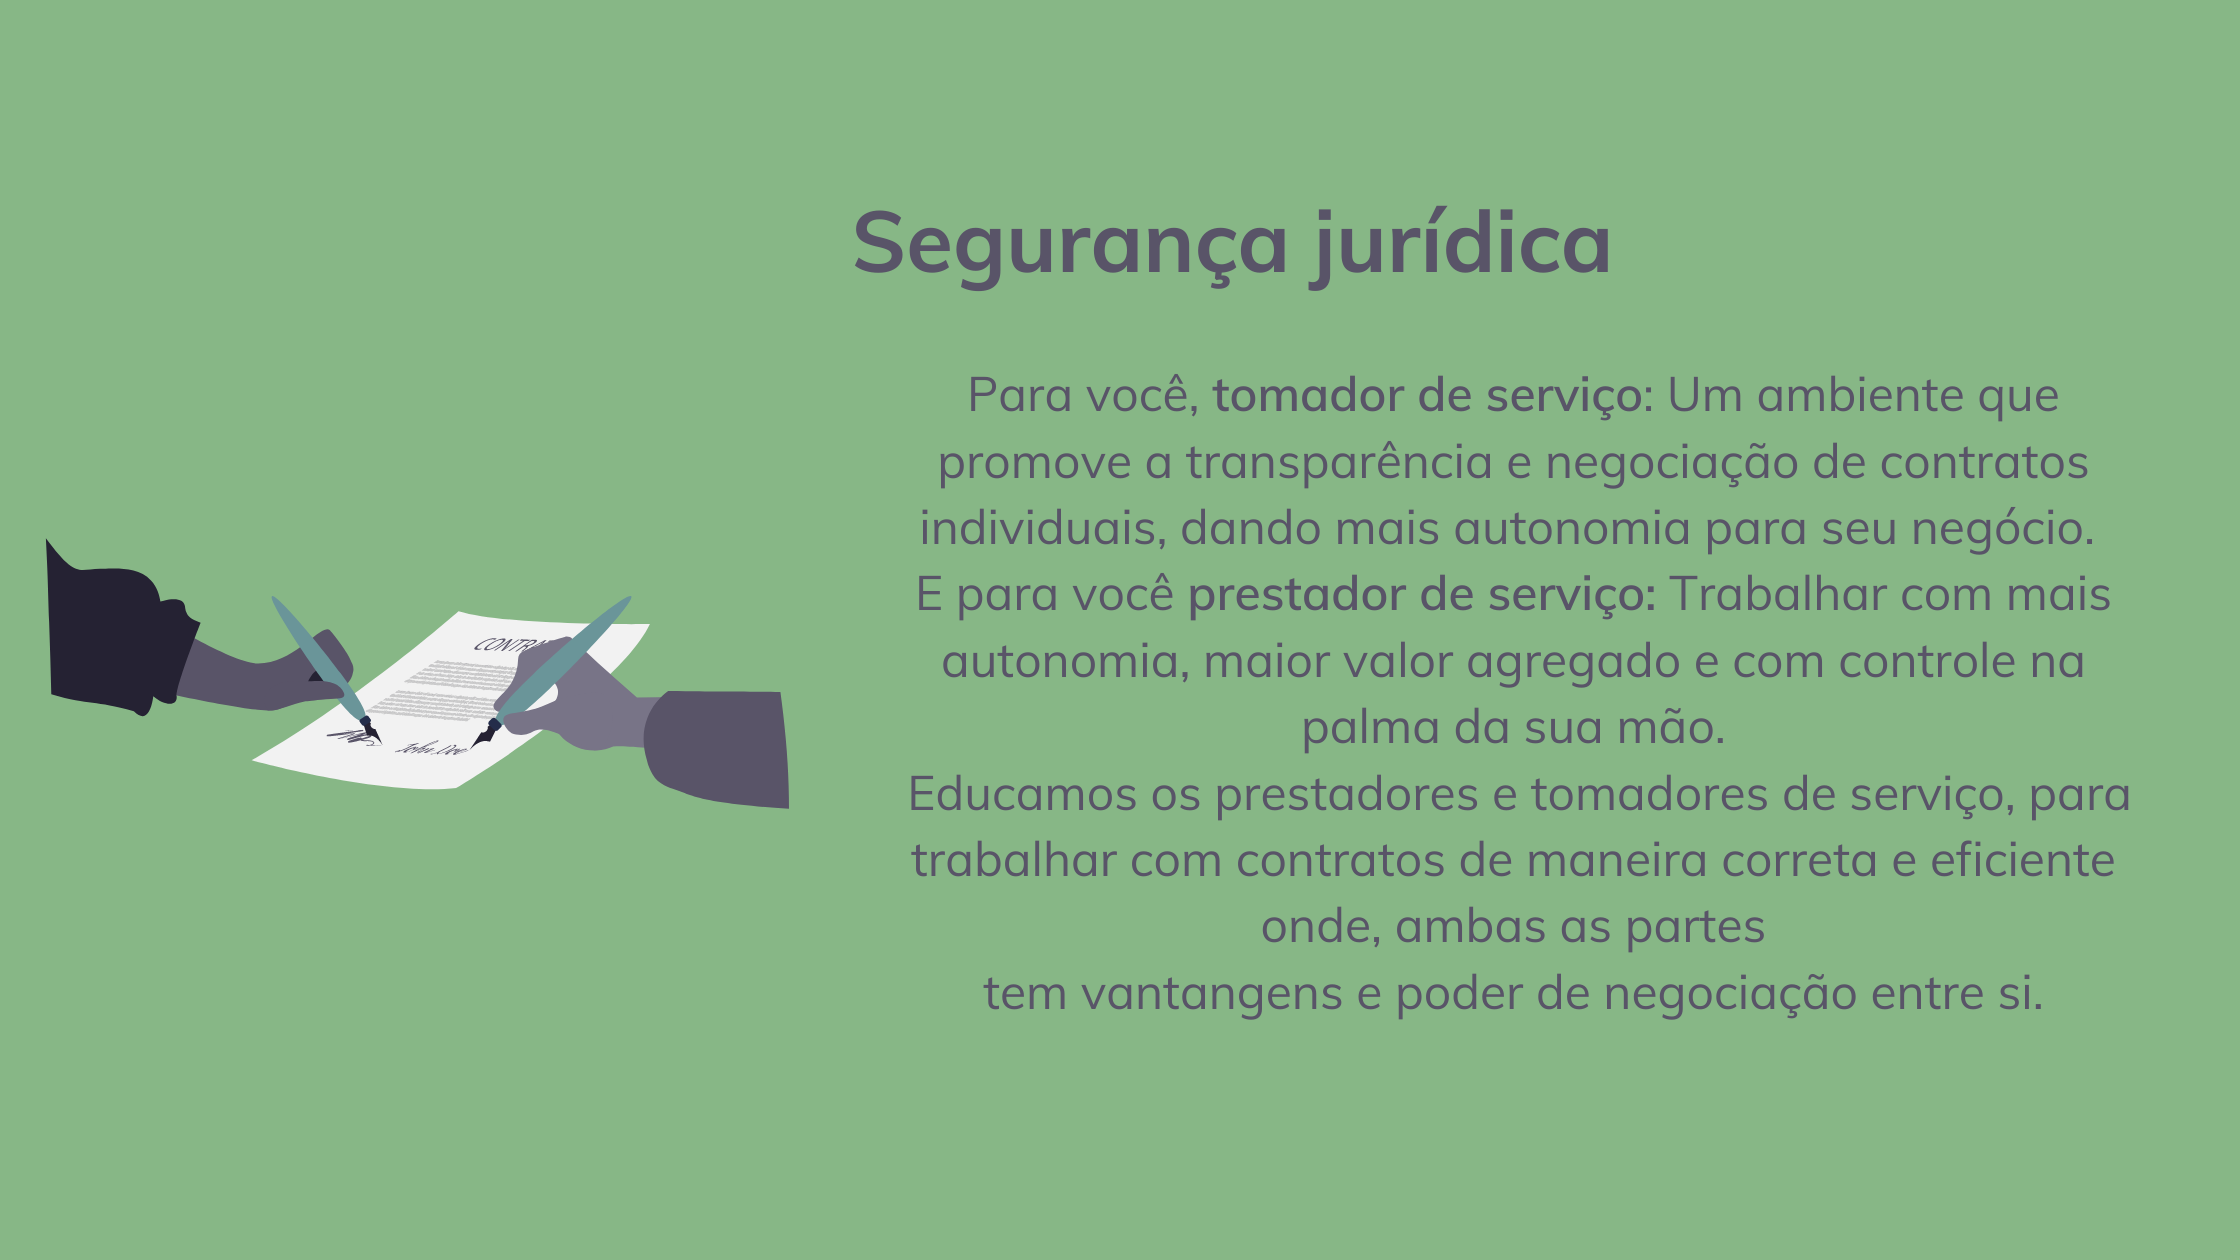 Segurança jurídica
Para você, tomador de serviço: Um ambiente que
promove a transparência e negociação de contratos
individuais, dando mais autonomia para seu negócio.
E para você prestador de serviço: Trabalhar com mais
autonomia, maior valor agregado e com controle na
palma da sua mão.
Educamos os prestadores e tomadores de serviço, para
trabalhar com contratos de maneira correta e eficiente
onde, ambas as partes
tem vantangens e poder de negociação entre si.
John Doe